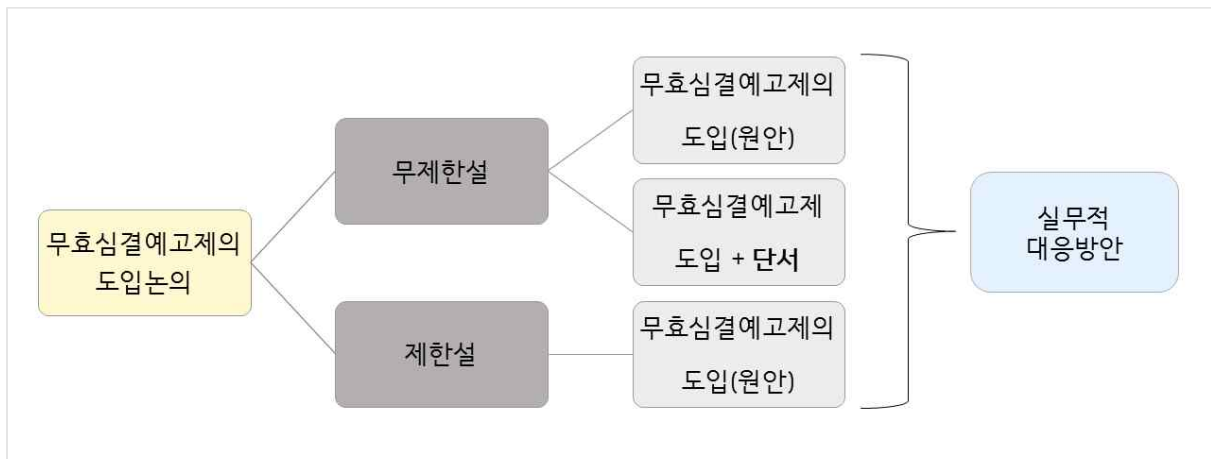 무효심결예고제의
도입논의
무제한설
제한설
무효심결예고제의
도입(원안)
무효심결예고제
도입 + 단서
무효심결예고제의
도입(원안)
실무적
대응방안